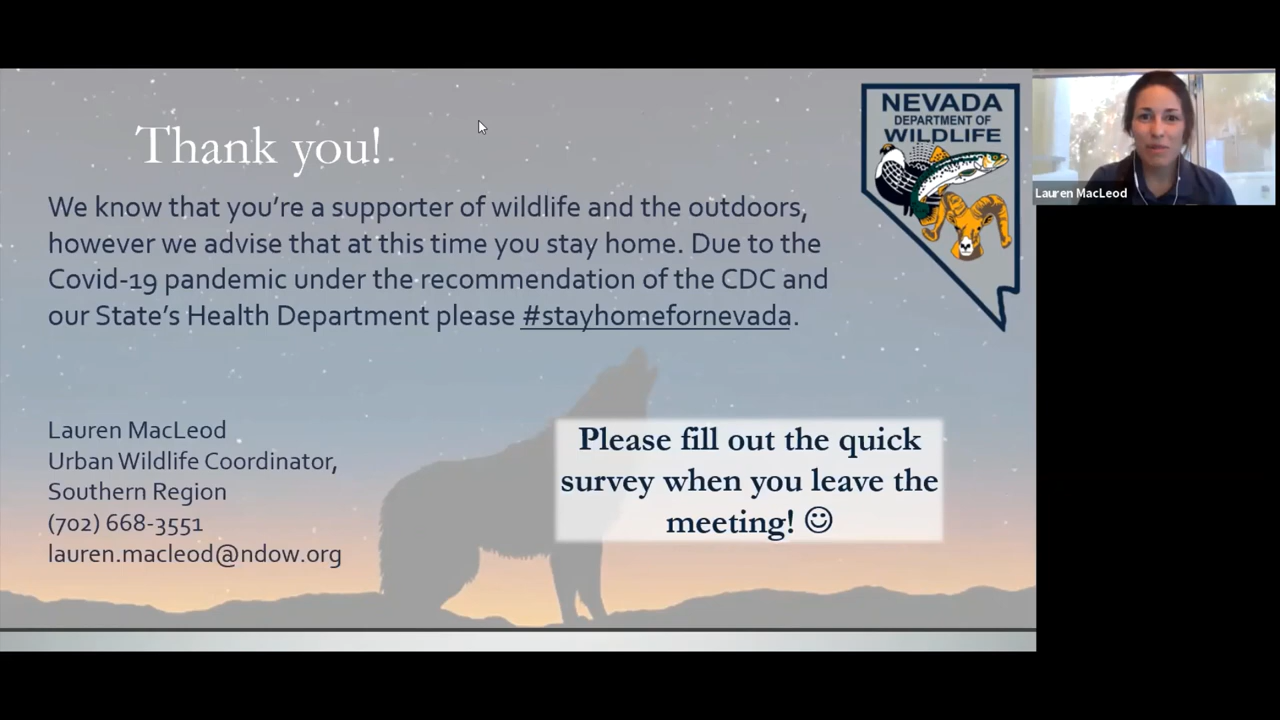 Thank you!
We know that you're a supporter of wildlife and the outdoors,
however we advise that at this time you stay home. Due to the
Covid-19 pandemic under the recommendation of the CDC and
our State's Health Department please #stayhomefornevada.
Lauren MacLeod
Urban Wildlife Coordinator,
Southern Region
(702) 668-3551
lauren.macleod@ndow.org
Please fill out the quick
survey when you leave the
meeting! ☺
NEVADA
DEPARTMENT OF
WILDLIFE
Lauren MacLeod